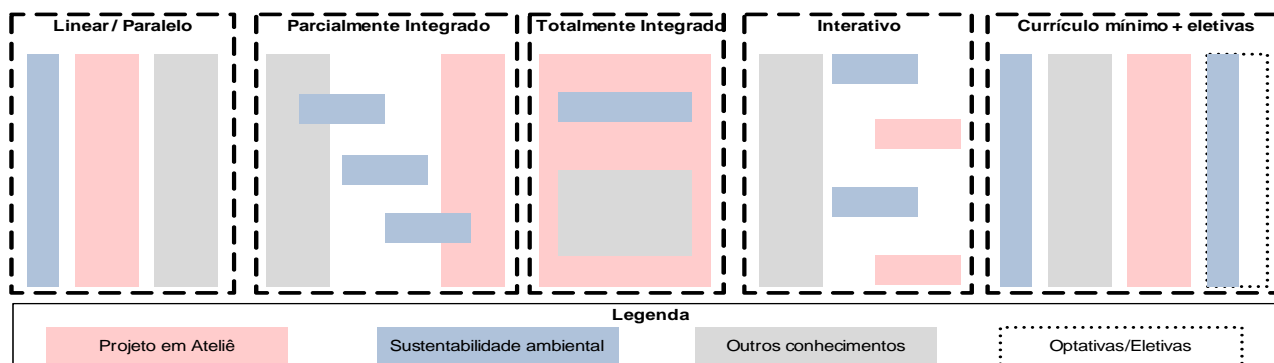 Linear / Paralelo
Parcialmente Integrado
Totalmente Integrado
Interativo
Currículo mínimo + eletivas
Legenda
Projeto em Ateliê
Sustentabilidade ambiental
Outros conhecimentos
Optativas/Eletivas